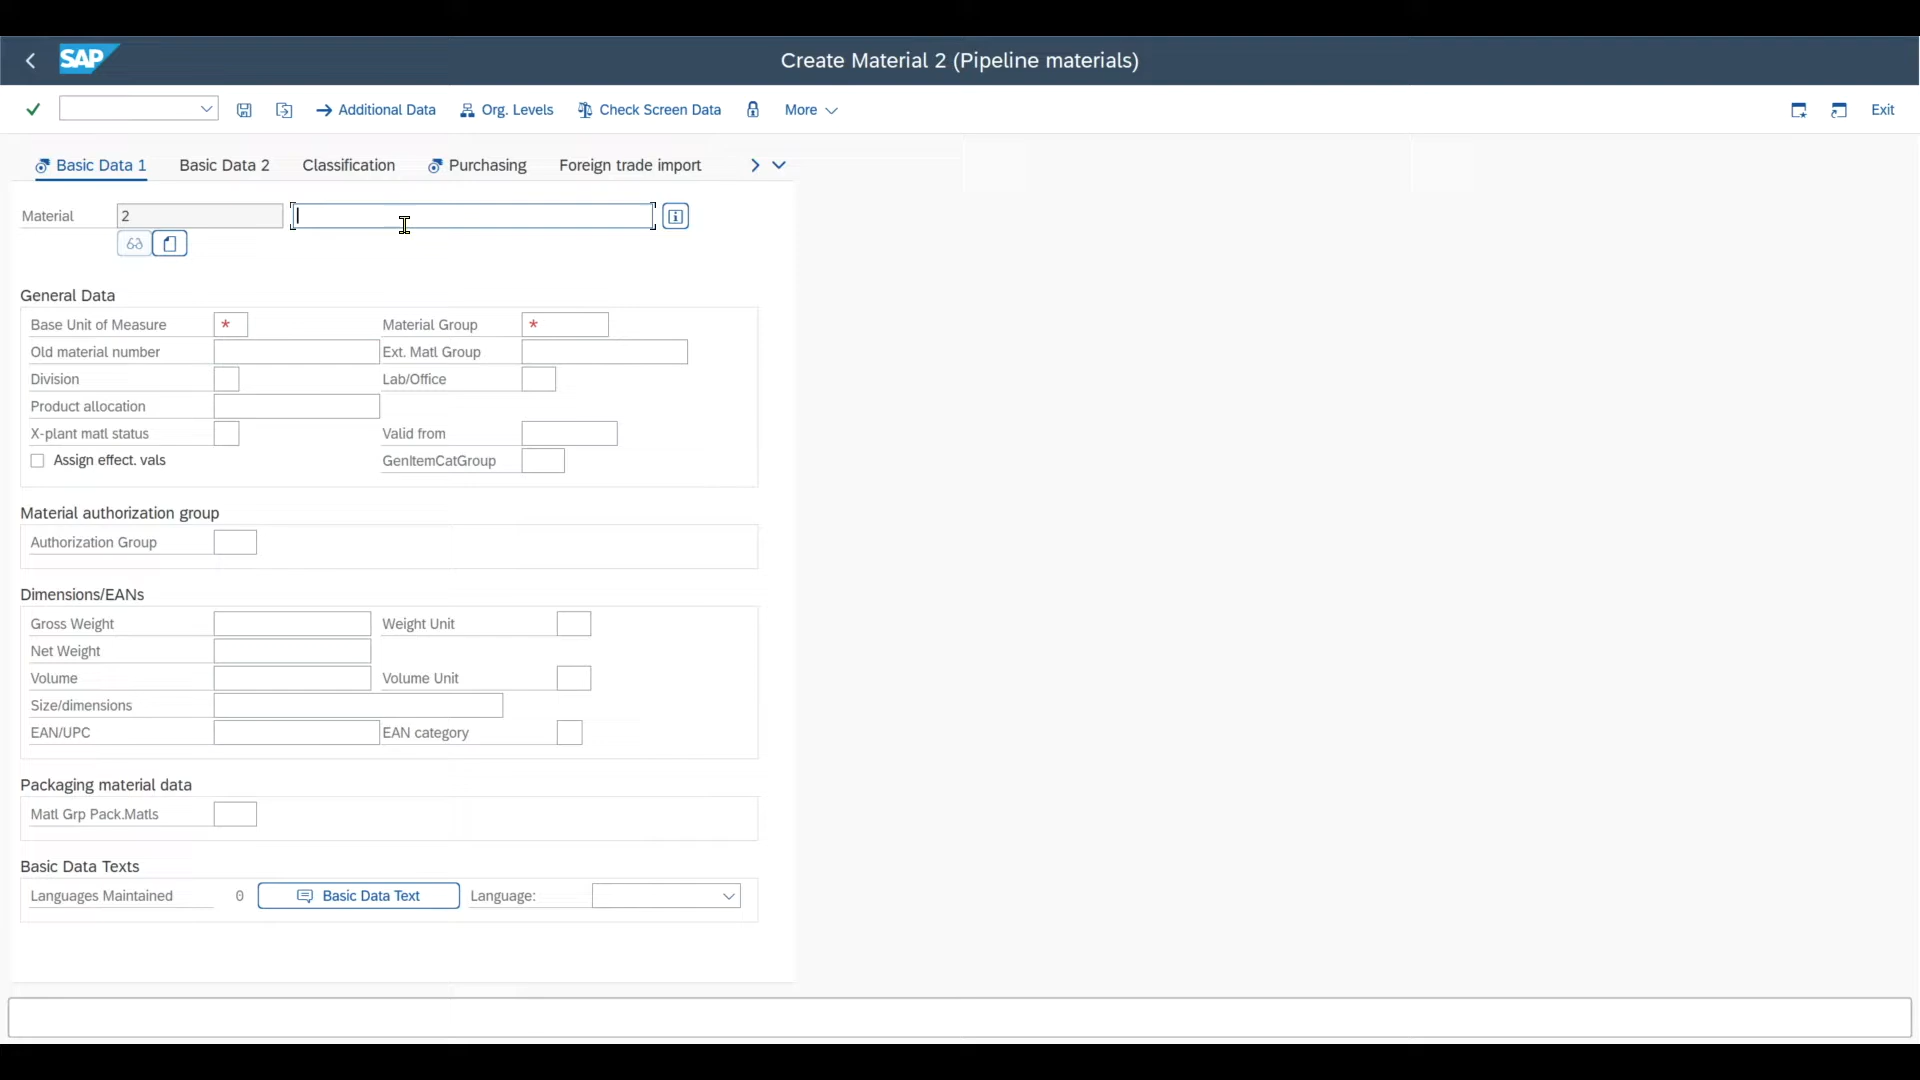 SAP
Create Material 2 (Pipeline materials)
Additional Data Org. Levels Check Screen Data More Exit
Basic Data 1 Basic Data 2 Classification Purchasing Foreign trade import
Material 2
General Data
Base Unit of Measure * Material Group *
Old material number Ext. Matl Group
Division Lab/Office
Product allocation
X-plant matl status Valid from
Assign effect. vals GenItemCatGroup
Material authorization group
Authorization Group
Dimensions/EANs
Gross Weight Weight Unit
Net Weight
Volume Volume Unit
Size/dimensions
EAN/UPC EAN category
Packaging material data
Matl Grp Pack.Matls
Basic Data Texts
Languages Maintained 0 Basic Data Text Language: